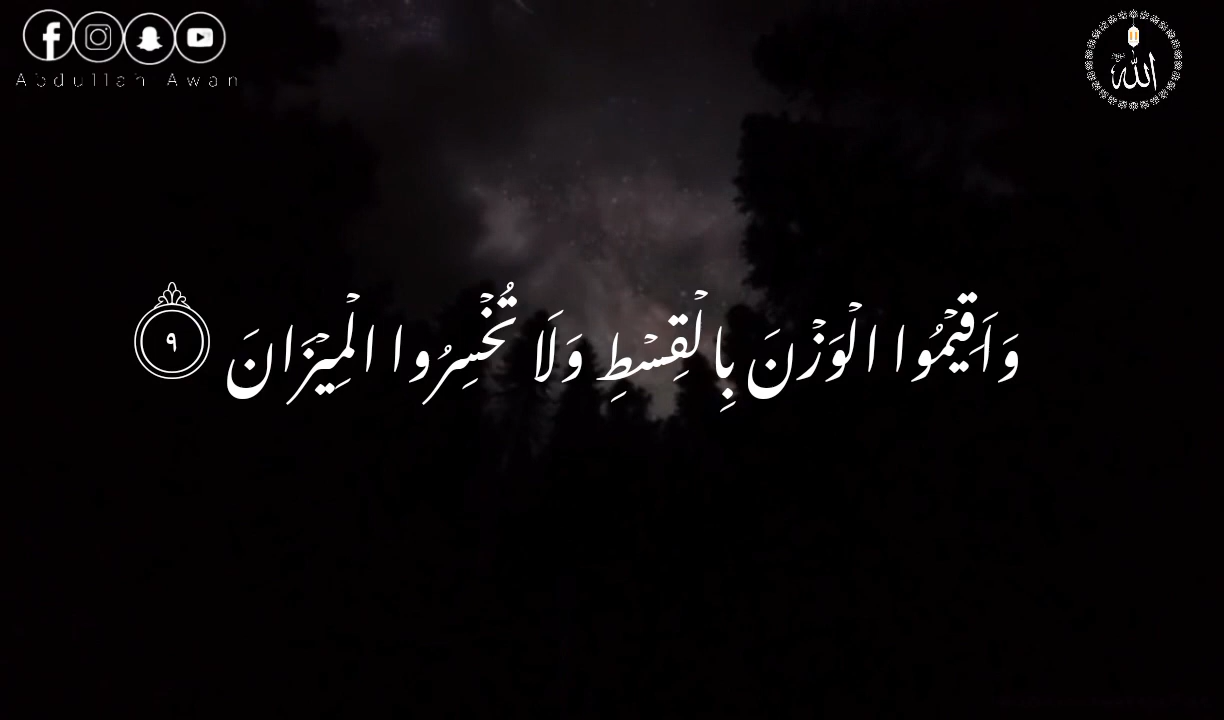 Abdullah Awan
الله
وَاَقِيۡمُوا الۡوَزۡنَ بِالۡقِسۡطِ وَلَا تُخۡسِرُوا الۡمِيۡزَانَ ٩